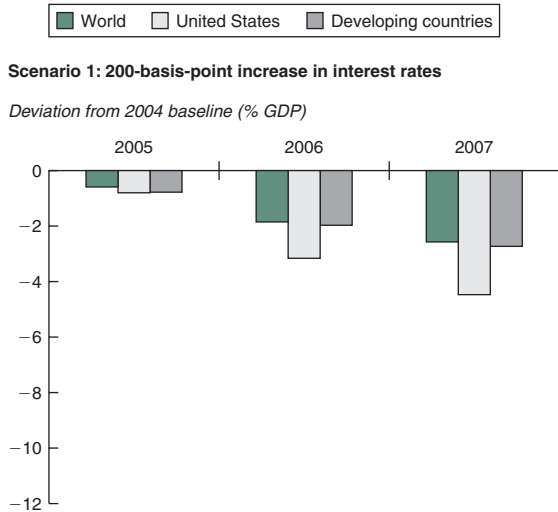 World United States Developing countries
Scenario 1: 200-basis-point increase in interest rates
Deviation from 2004 baseline (% GDP)
2005 2006 2007
0
−2
−4
−6
−8
−10
−12